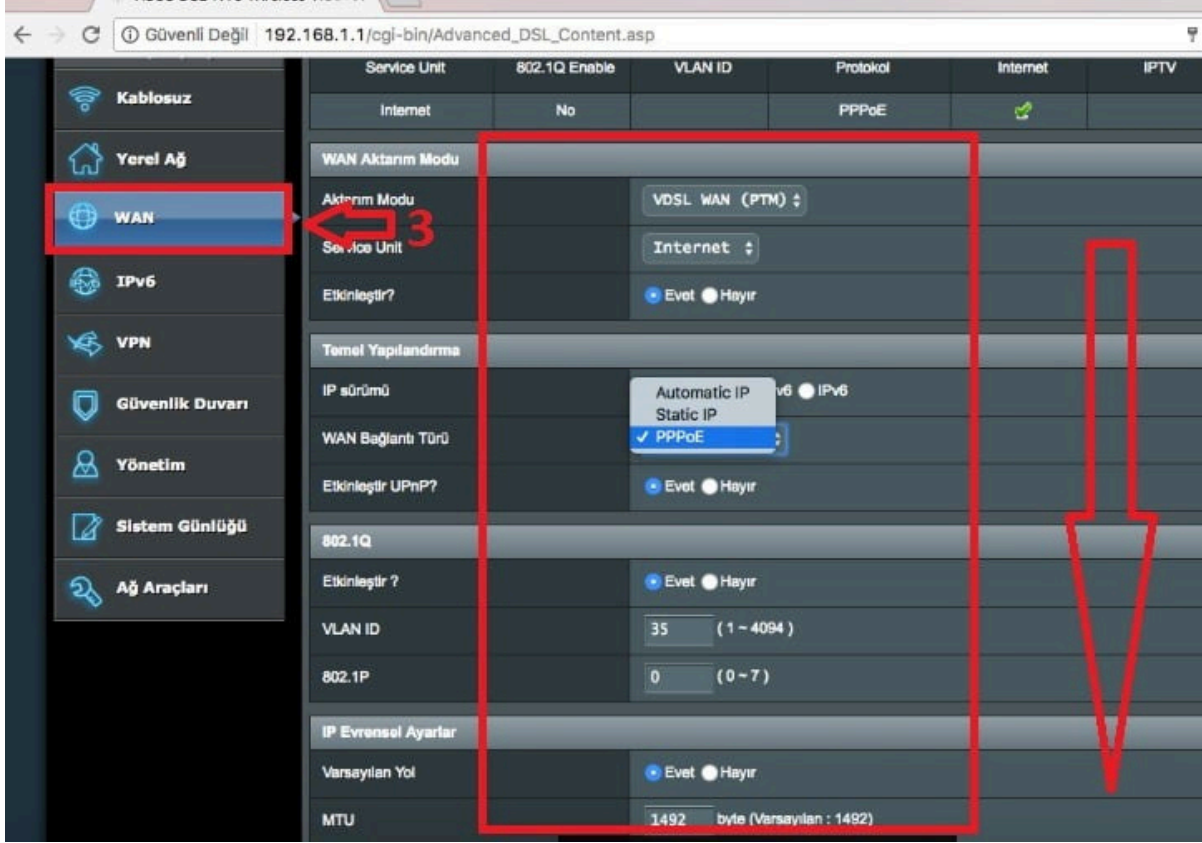 Güvenli Değil 192.168.1.1/cgi-bin/Advanced_DSL_Content.asp
Service Unit 802.1Q Enable VLAN ID Protokol Internet IPTV
Internet No PPPoE
Kablosuz
Yerel Ağ
WAN
3
IPv6
VPN
Güvenlik Duvarı
Yönetim
Sistem Günlüğü
Ağ Araçları
WAN Aktarım Modu
Aktarım Modu VDSL WAN (PTM)
Service Unit Internet
Etkinleştir? Evet Hayır
Temel Yapılandırma
IP sürümü v6 IPv6
Automatic IP
Static IP
WAN Bağlantı Türü PPPoE
Etkinleştir UPnP? Evet Hayır
802.1Q
Etkinleştir ? Evet Hayır
VLAN ID 35 ( 1 ~ 4094 )
802.1P 0 ( 0 ~ 7 )
IP Evrensel Ayarlar
Varsayılan Yol Evet Hayır
MTU 1492 byte (Varsayılan : 1492)